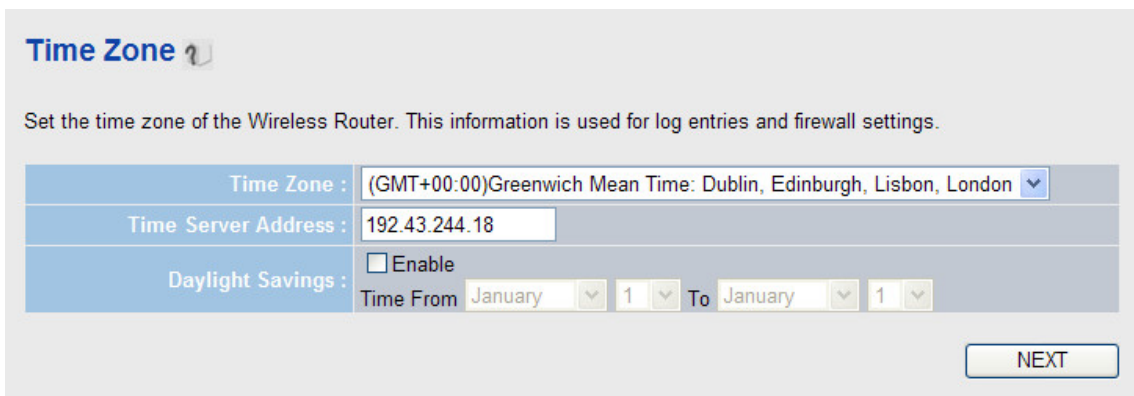 Time Zone
Set the time zone of the Wireless Router. This information is used for log entries and firewall settings.
Time Zone : (GMT+00:00)Greenwich Mean Time: Dublin, Edinburgh, Lisbon, London
Time Server Address : 192.43.244.18
Daylight Savings : Enable
Time From January 1 To January 1
NEXT